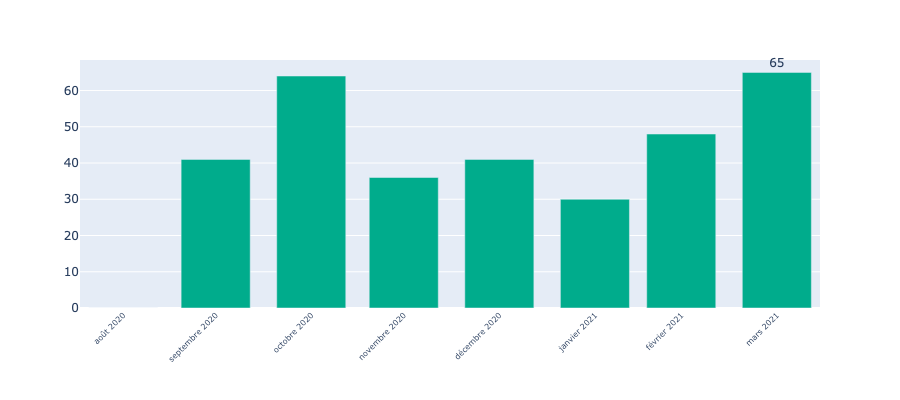 65
60
50
40
30
20
10
0
août 2020
septembre 2020
octobre 2020
novembre 2020
décembre 2020
janvier 2021
février 2021
mars 2021